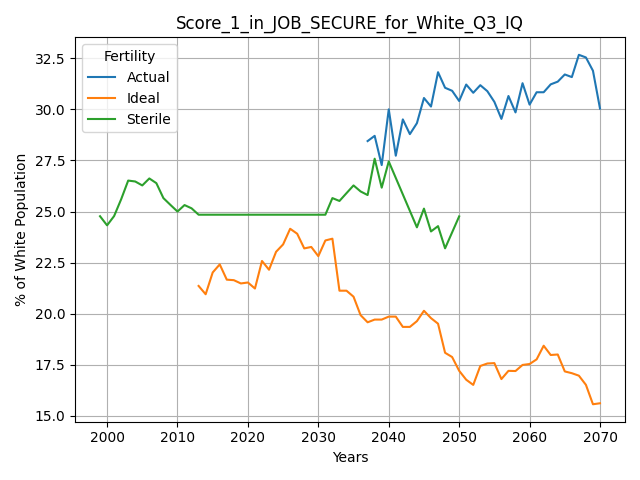 Score_1_in_JOB_SECURE_for_White_Q3_IQ
Fertility
Actual
Ideal
Sterile
% of White Population
32.5
30.0
27.5
25.0
22.5
20.0
17.5
15.0
2000 2010 2020 2030 2040 2050 2060 2070
Years